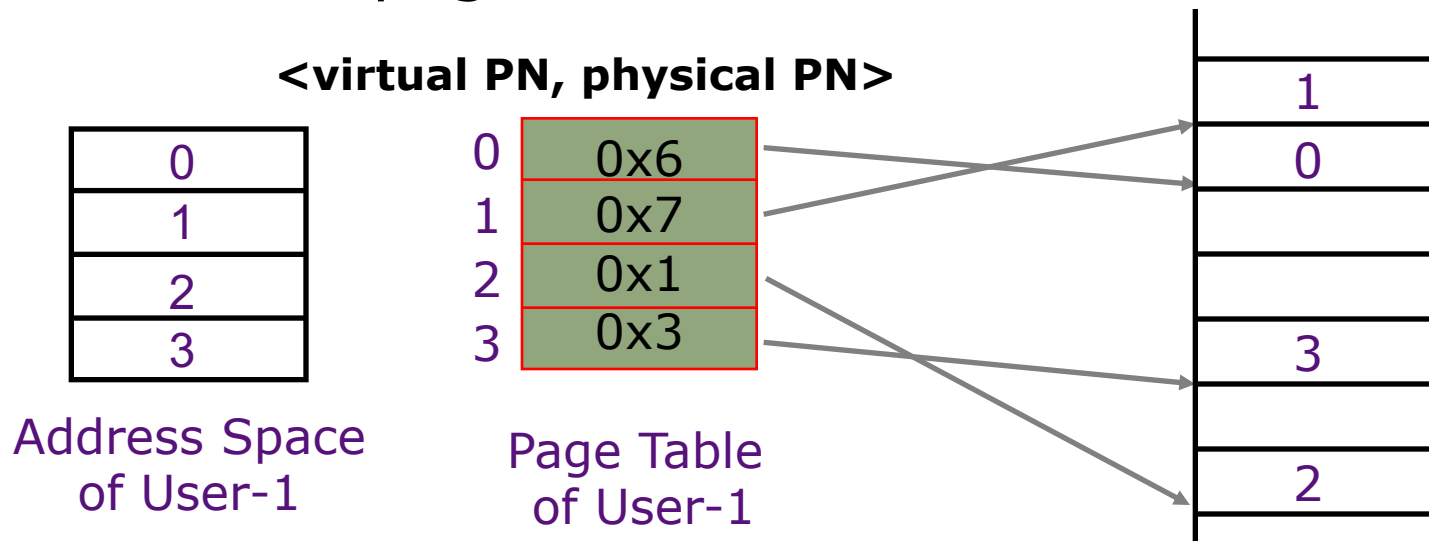 <virtual PN, physical PN>
0
1
2
3
Address Space
of User-1
0 0x6
1 0x7
2 0x1
3 0x3
Page Table
of User-1
1
0
3
2